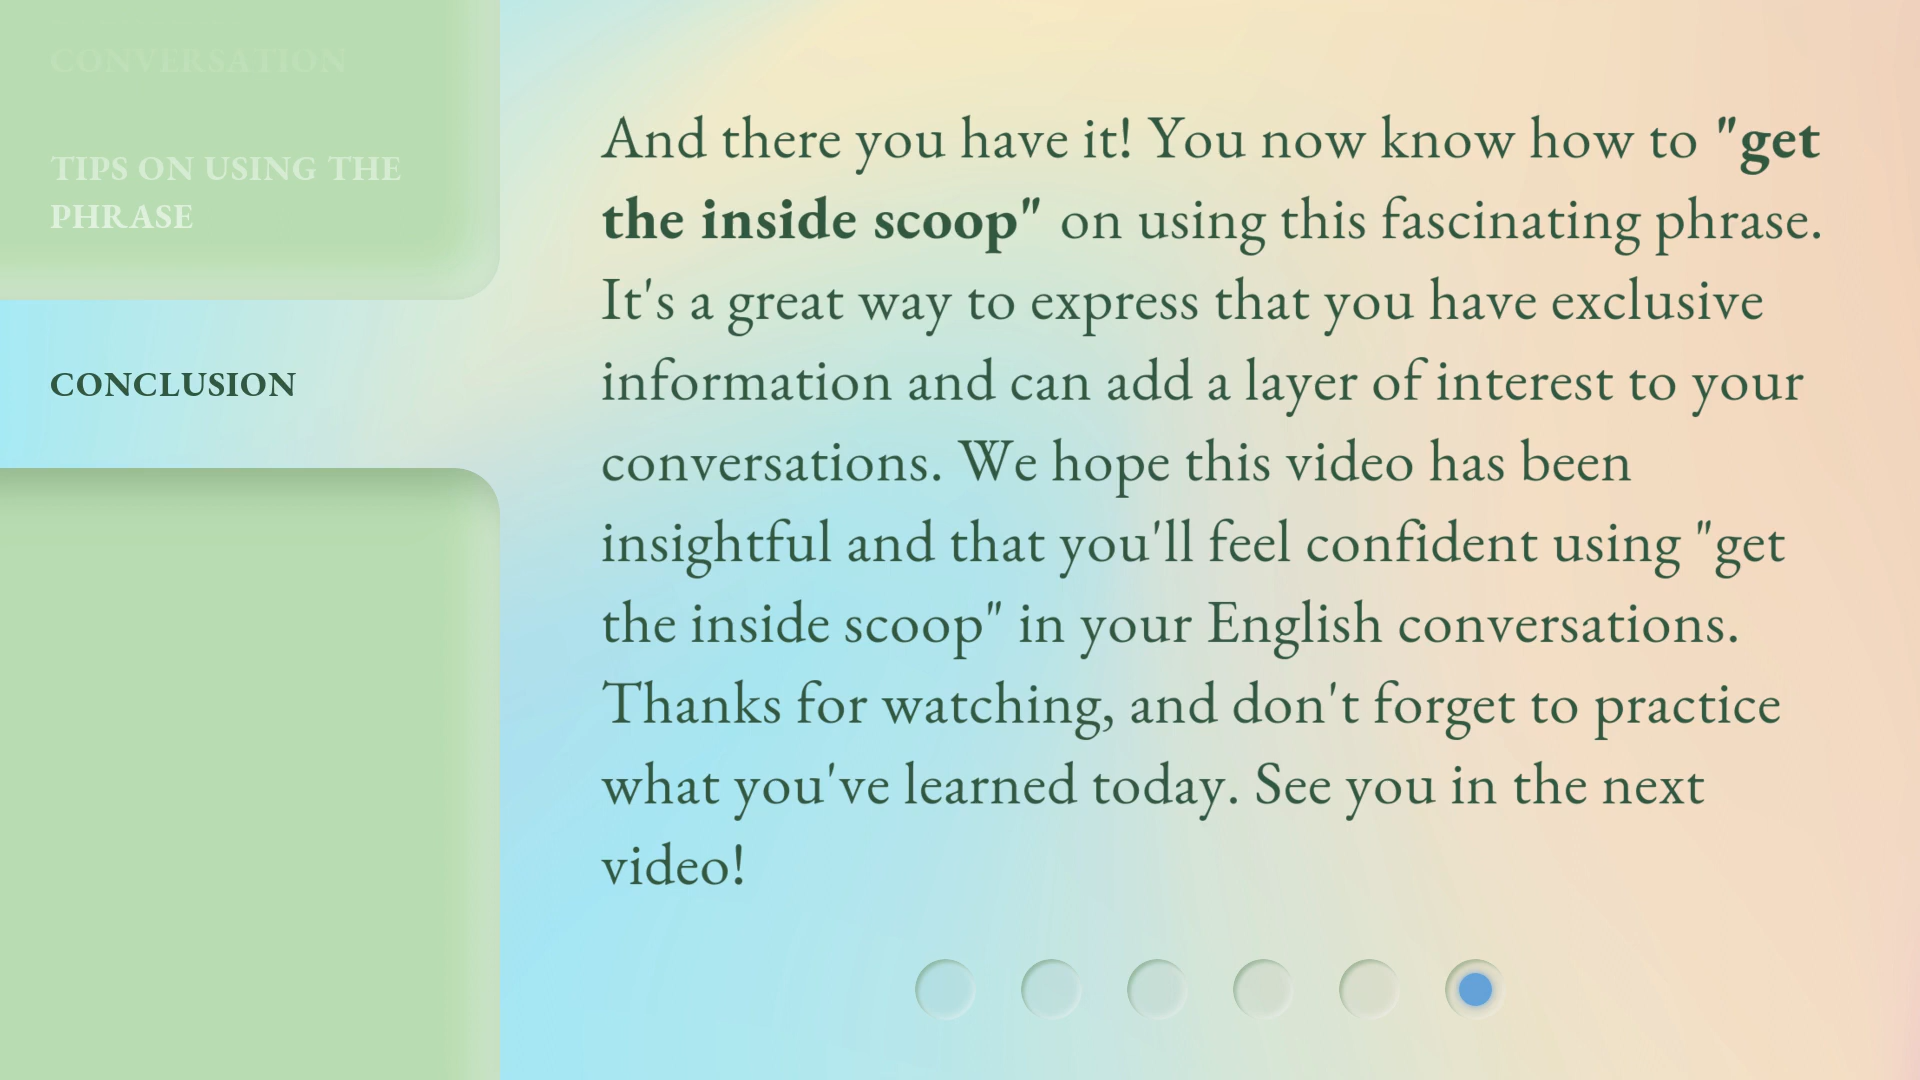 CONVERSATION
TIPS ON USING THE
PHRASE
CONCLUSION
And there you have it! You now know how to "get
the inside scoop" on using this fascinating phrase.
It's a great way to express that you have exclusive
information and can add a layer of interest to your
conversations. We hope this video has been
insightful and that you'll feel confident using "get
the inside scoop" in your English conversations.
Thanks for watching, and don't forget to practice
what you've learned today. See you in the next
video!